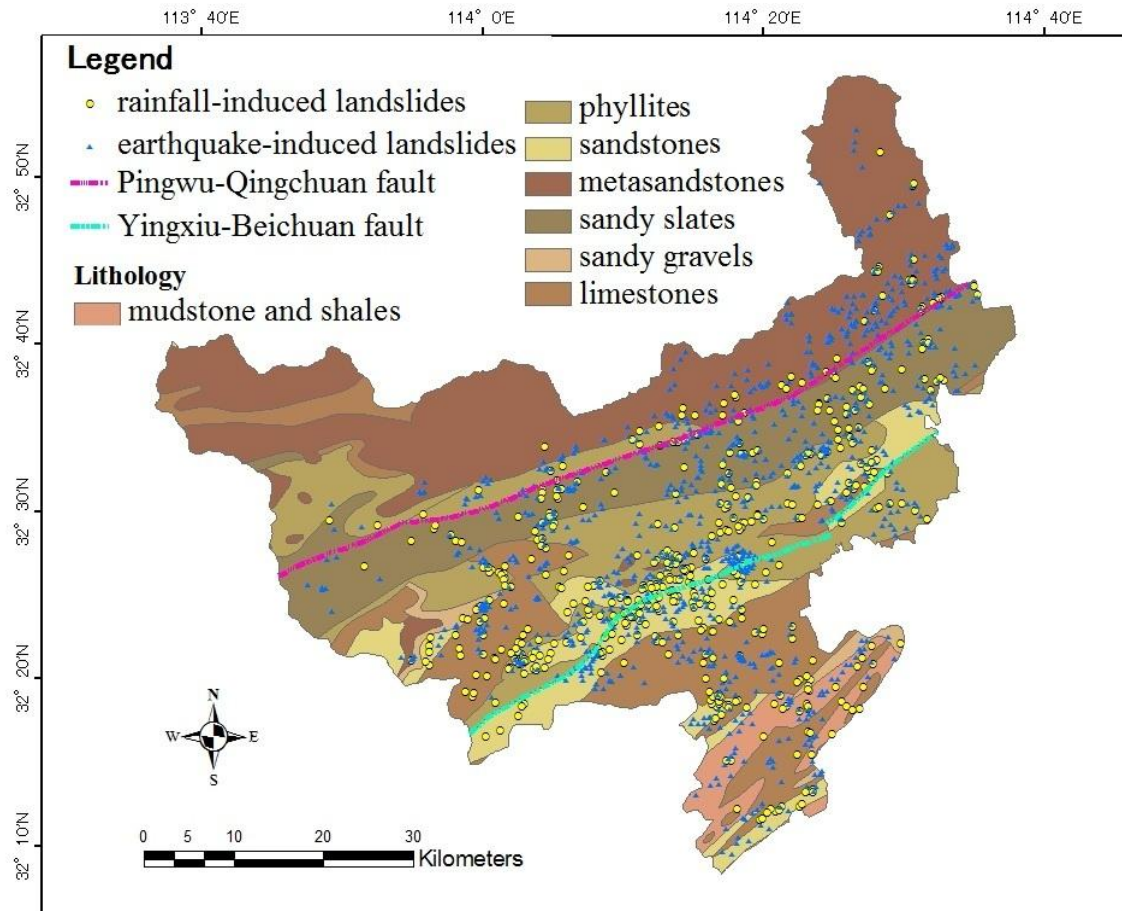 113° 40'E
114° 0'E
114° 20'E
114° 40'E
Legend
rainfall-induced landslides
earthquake-induced landslides
Pingwu-Qingchuan fault
Yingxiu-Beichuan fault
Lithology
mudstone and shales
phyllites
sandstones
metasandstones
sandy slates
sandy gravels
limestones
32° 50'N
32° 40'N
32° 30'N
32° 20'N
32° 10'N
N
W
E
S
0 5 10 20 30
Kilometers